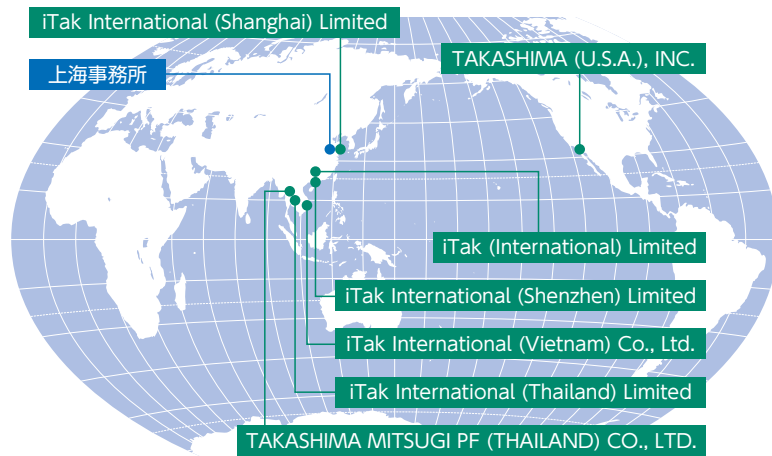 iTak International (Shanghai) Limited
TAKASHIMA (U.S.A.), INC.
上海事務所
iTak (International) Limited
iTak International (Shenzhen) Limited
iTak International (Vietnam) Co., Ltd.
iTak International (Thailand) Limited
TAKASHIMA MITSUGI PF (THAILAND) CO., LTD.